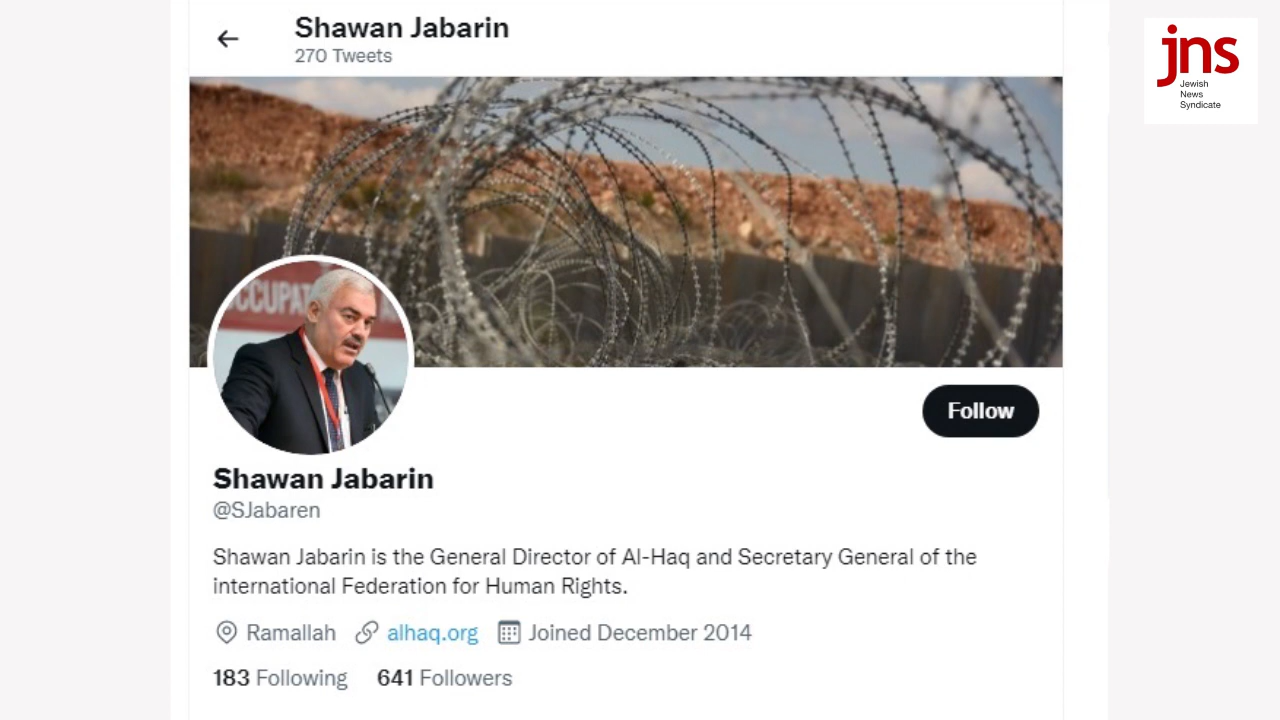 Shawan Jabarin
270 Tweets
jns
Jewish
News
Syndicate
CCUPAT
Follow
Shawan Jabarin
@SJabaren
Shawan Jabarin is the General Director of Al-Haq and Secretary General of the
international Federation for Human Rights.
Ramallah alhaq.org Joined December 2014
183 Following 641 Followers